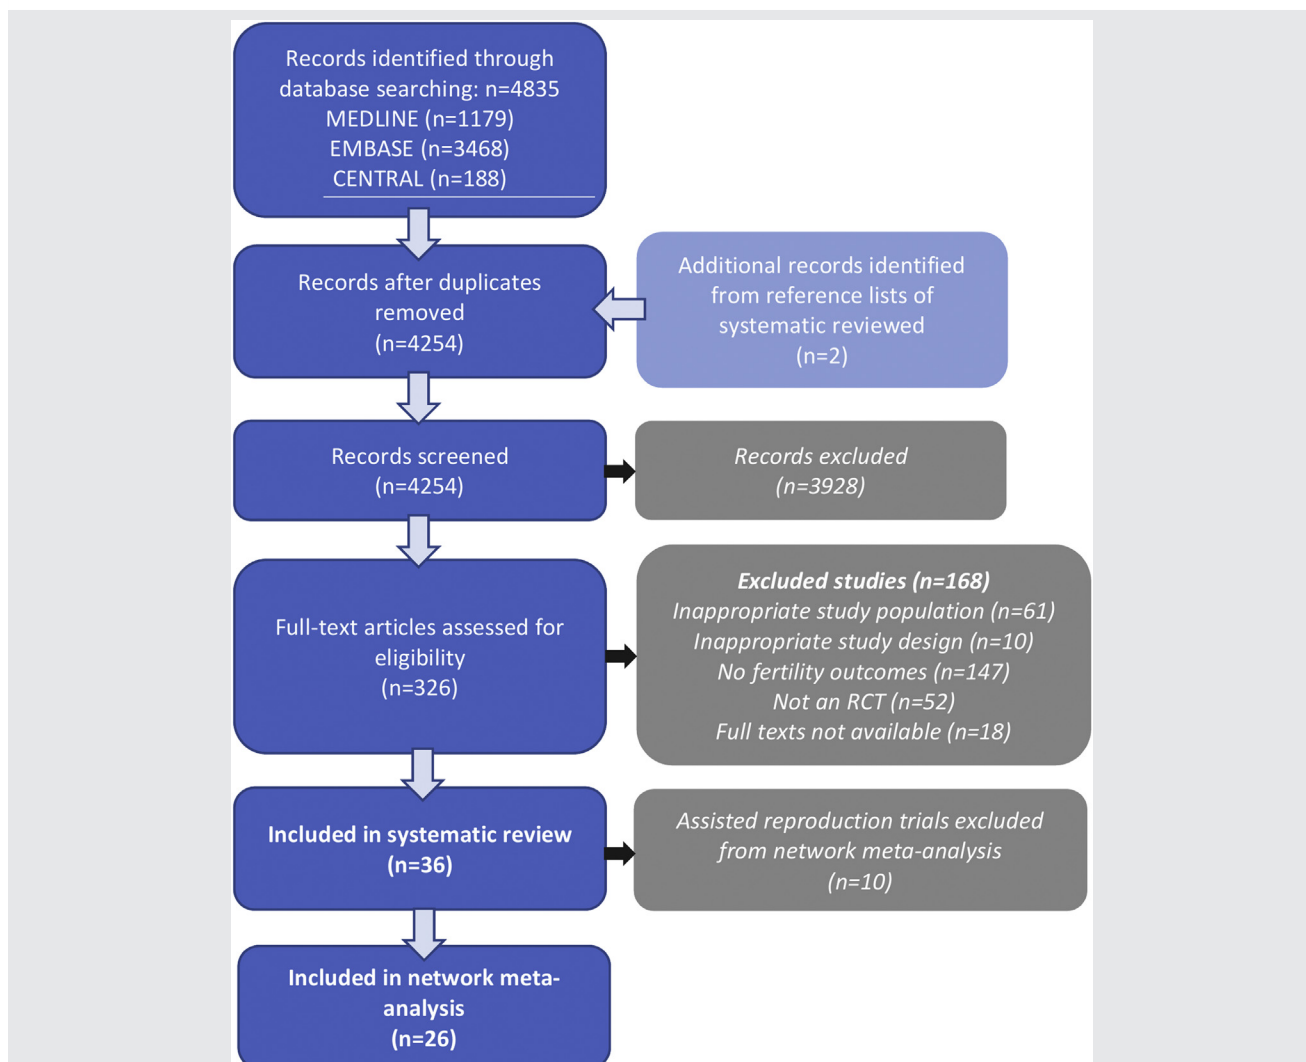 Records identified through
database searching: n=4835
MEDLINE (n=1179)
EMBASE (n=3468)
CENTRAL (n=188)
Records after duplicates
removed
(n=4254)
Additional records identified
from reference lists of
systematic reviewed
(n=2)
Records screened
(n=4254)
Records excluded
(n=3928)
Full-text articles assessed for
eligibility
(n=326)
Excluded studies (n=168)
Inappropriate study population (n=61)
Inappropriate study design (n=10)
No fertility outcomes (n=147)
Not an RCT (n=52)
Full texts not available (n=18)
Included in systematic review
(n=36)
Assisted reproduction trials excluded
from network meta-analysis
(n=10)
Included in network meta-
analysis
(n=26)